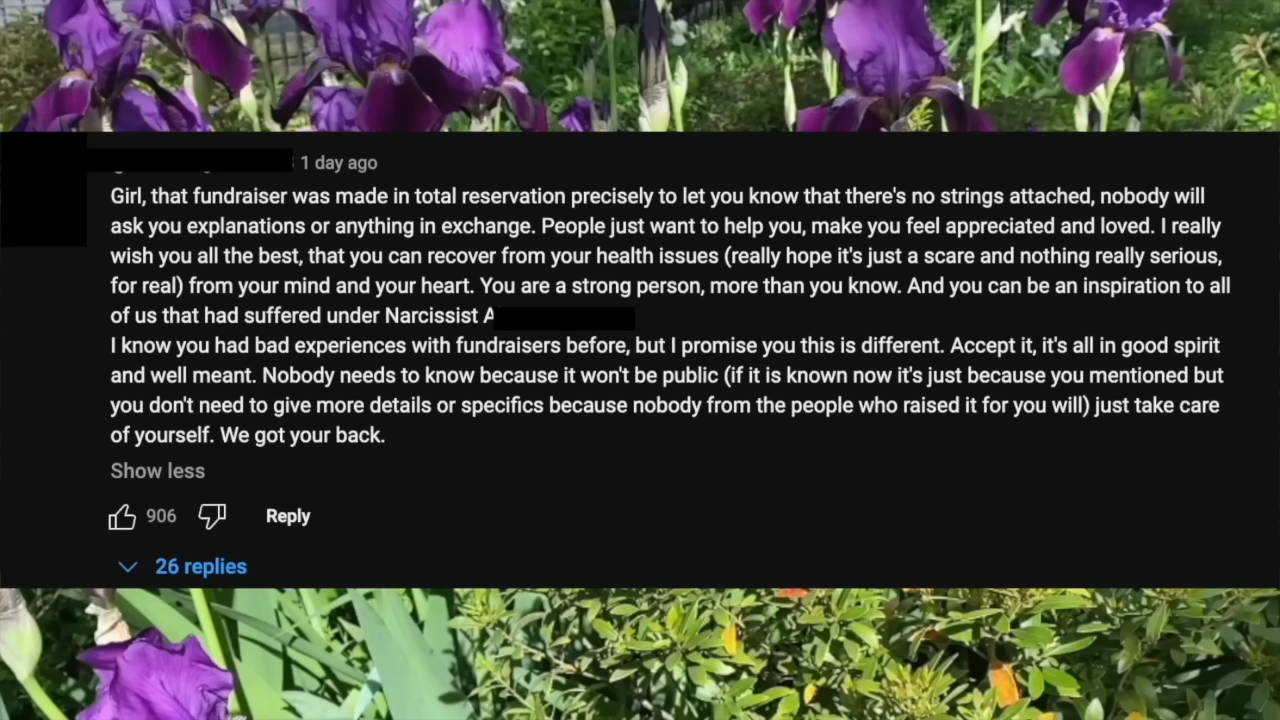 1 day ago
Girl, that fundraiser was made in total reservation precisely to let you know that there's no strings attached, nobody will
ask you explanations or anything in exchange. People just want to help you, make you feel appreciated and loved. I really
wish you all the best, that you can recover from your health issues (really hope it's just a scare and nothing really serious,
for real) from your mind and your heart. You are a strong person, more than you know. And you can be an inspiration to all
of us that had suffered under Narcissist A
I know you had bad experiences with fundraisers before, but I promise you this is different. Accept it, it's all in good spirit
and well meant. Nobody needs to know because it won't be public (if it is known now it's just because you mentioned but
you don't need to give more details or specifics because nobody from the people who raised it for you will) just take care
of yourself. We got your back.
Show less
906
Reply
26 replies